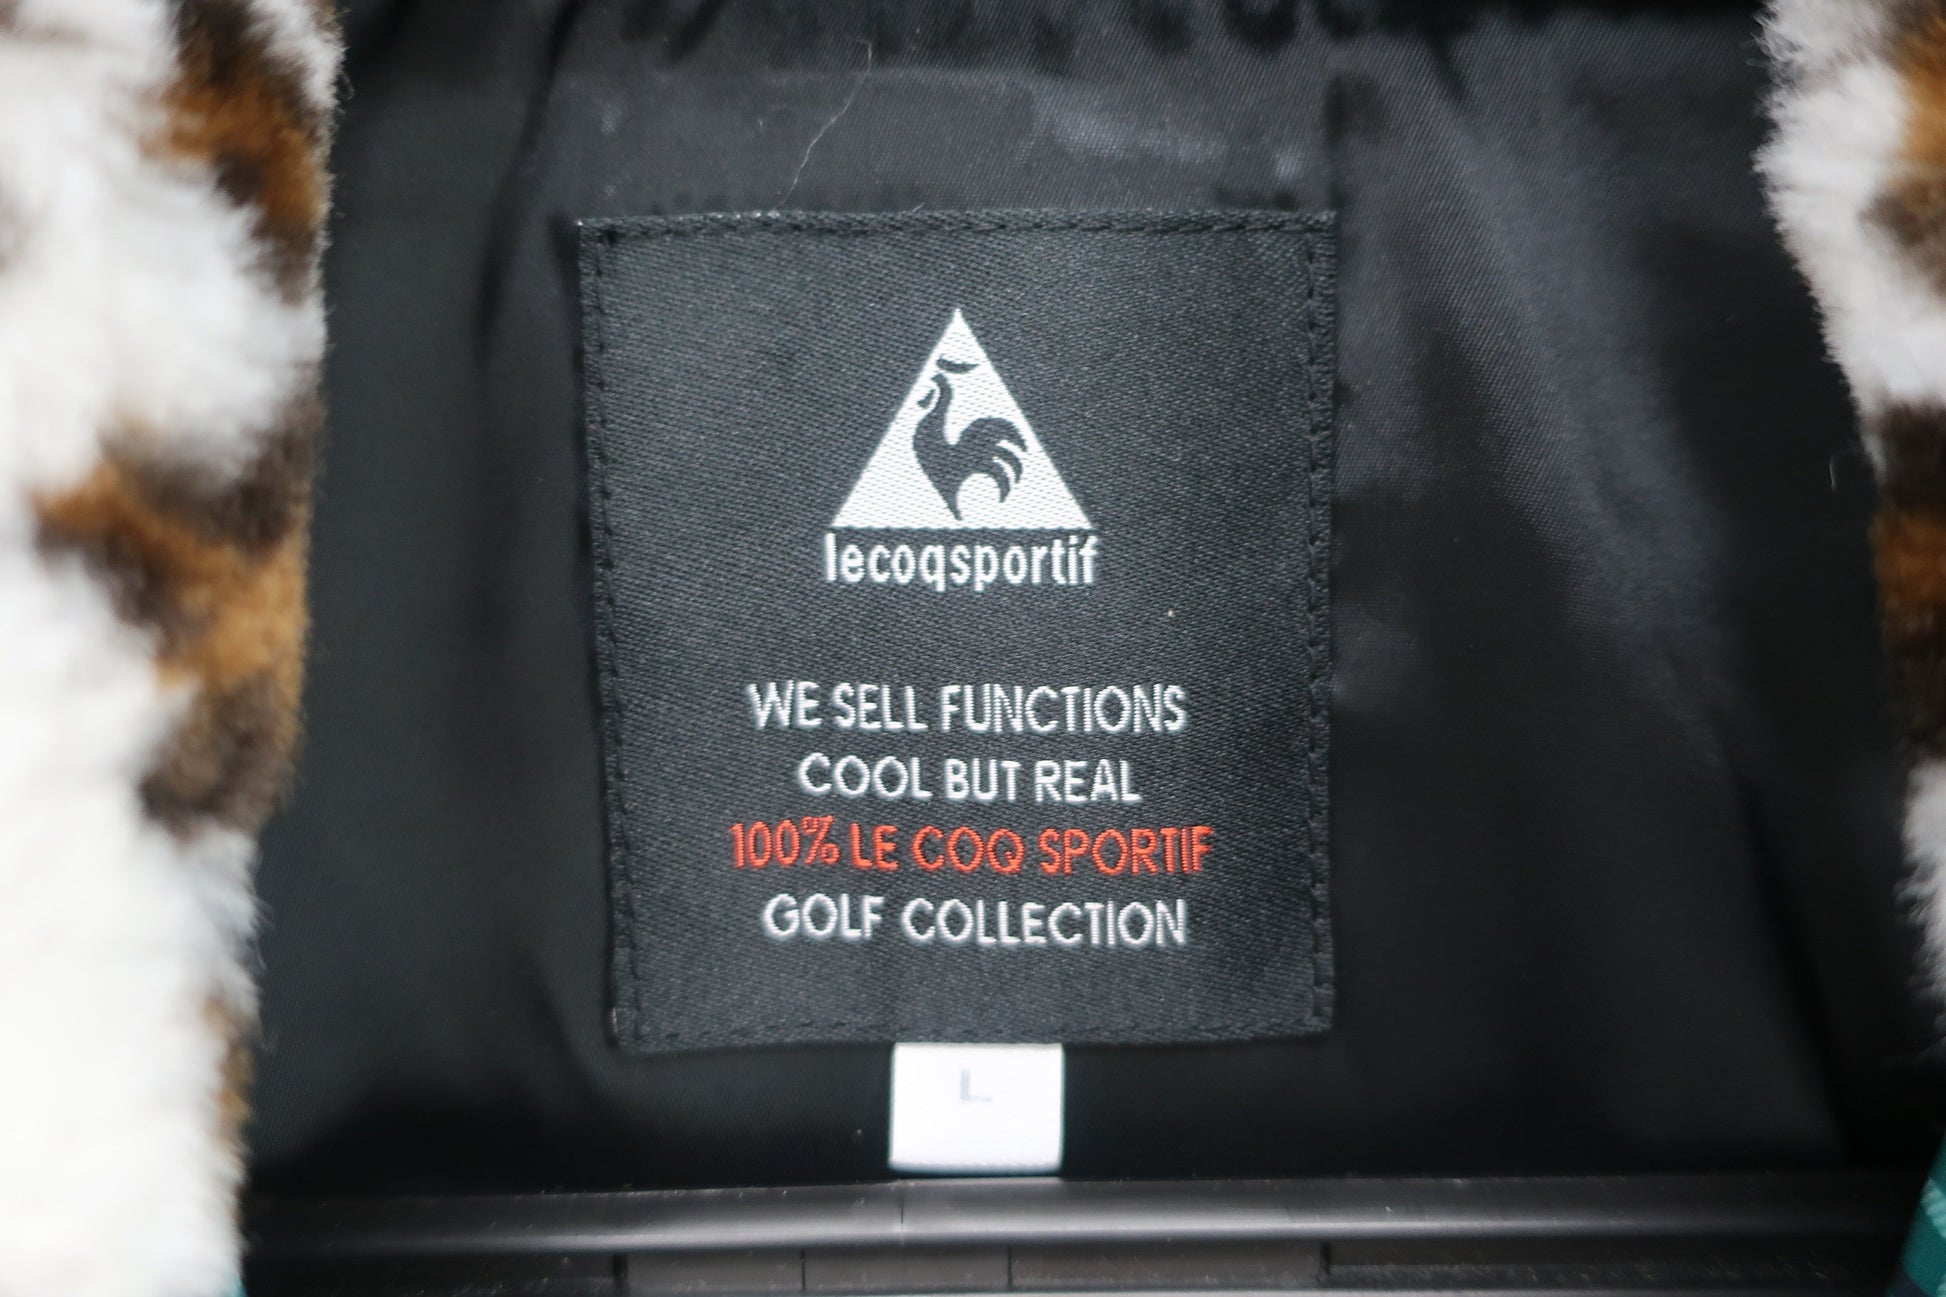 lecoqsportif
WE SELL FUNCTIONS
COOL BUT REAL
100% LE COQ SPORTIF
GOLF COLLECTION
L